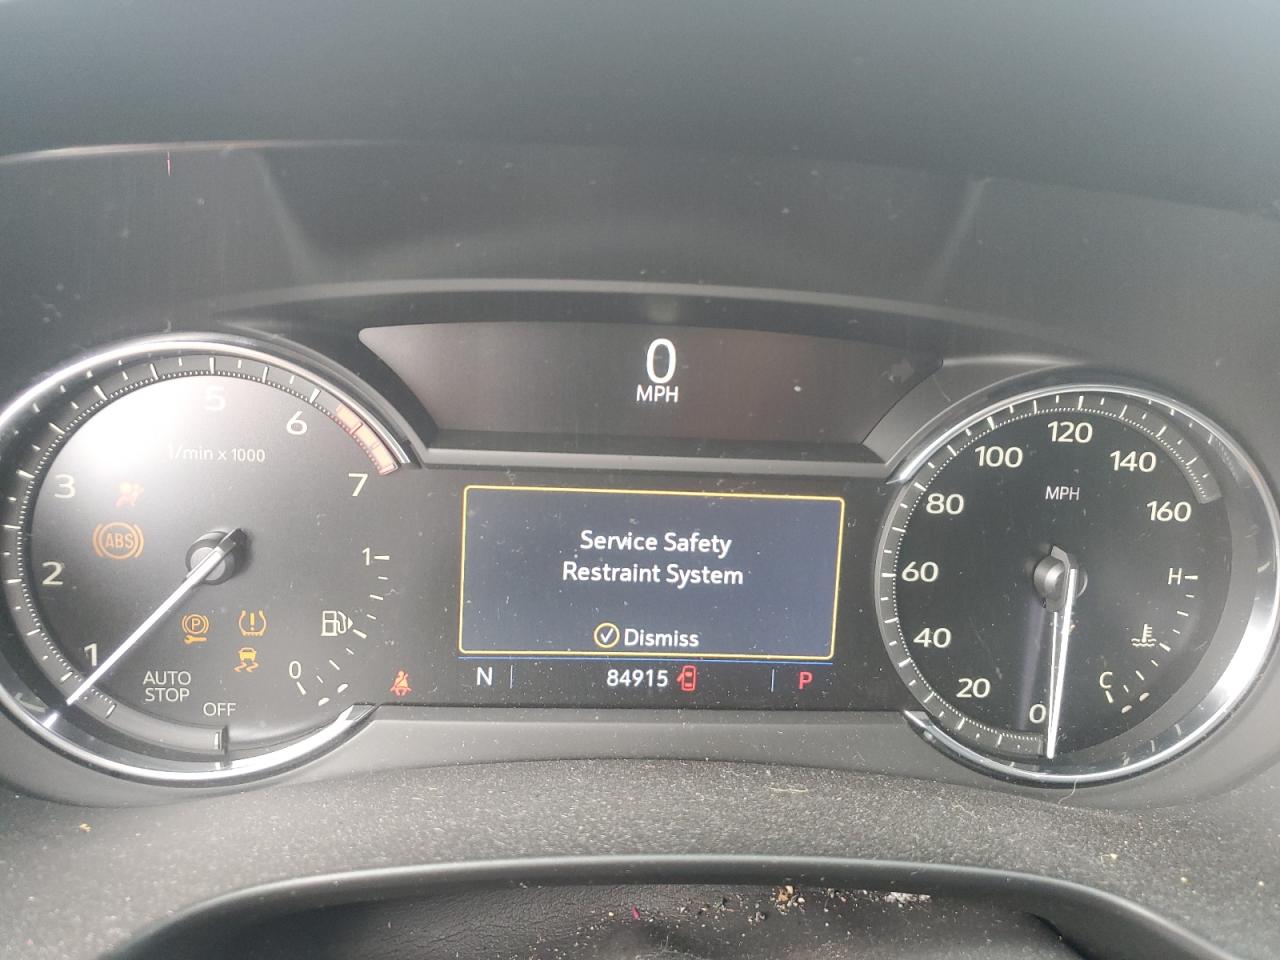 0
MPH
5
6
1/min x 1000
7
3
ABS
2
1
P
!
1
0
AUTO
STOP
OFF
Service Safety
Restraint System
Dismiss
N
84915
P
120
100
140
MPH
80
160
60
H
40
C
20
0